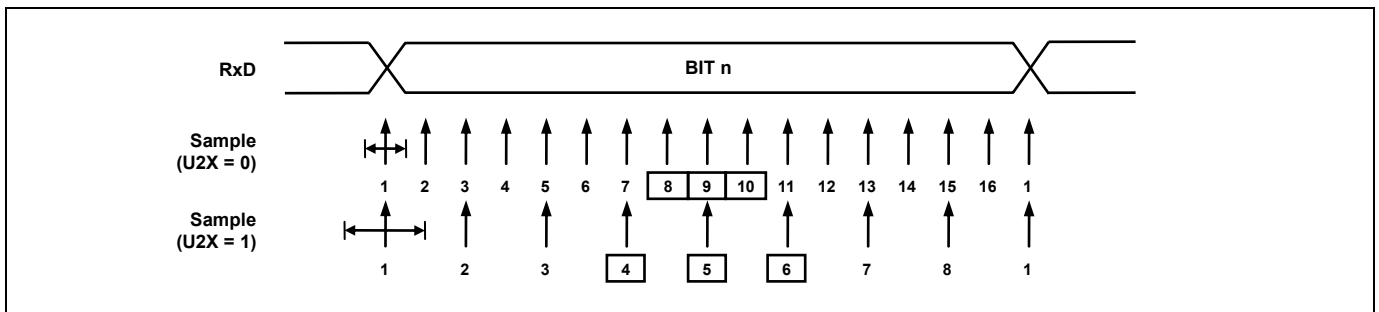 RxD BIT n
Sample
(U2X = 0)
1 2 3 4 5 6 7 8 9 10 11 12 13 14 15 16 1
Sample
(U2X = 1)
1 2 3 4 5 6 7 8 1